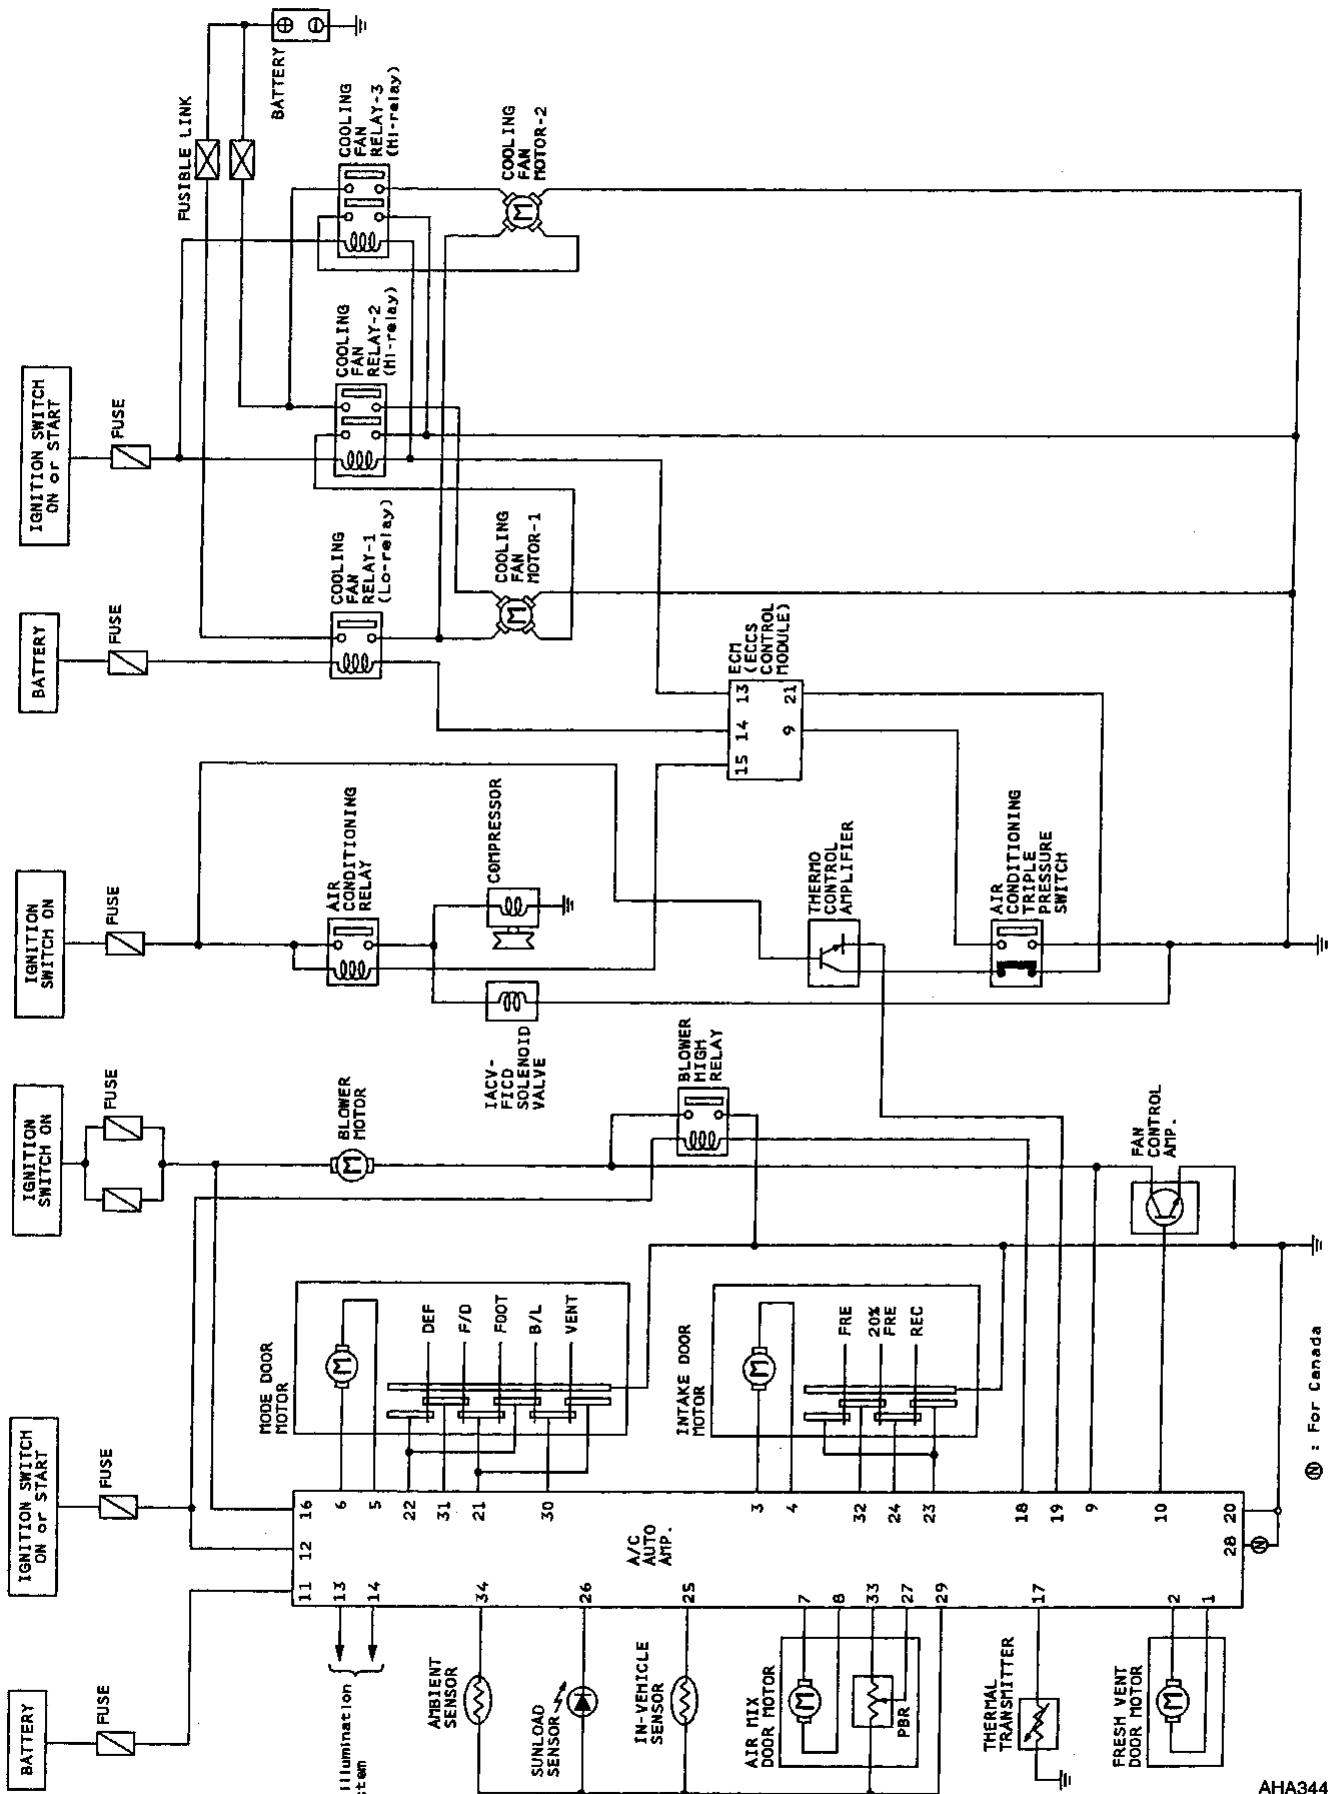 BATTERY
FUSE
IGNITION SWITCH
ON or START
FUSE
IGNITION
SWITCH ON
FUSE
IGNITION
SWITCH ON
FUSE
BATTERY
FUSE
IGNITION SWITCH
ON or START
FUSE
FUSIBLE LINK
BATTERY
illumination
stem
11
12
16
13
14
6
5
22
31
21
30
34
26
25
A/C
AUTO
AMP.
3
4
32
24
23
18
19
9
10
28
20
7
8
33
27
29
17
2
1
N
MODE DOOR
MOTOR
M
DEF
F/D
FOOT
B/L
VENT
INTAKE DOOR
MOTOR
M
FRE
20%
FRE
REC
AMBIENT
SENSOR
SUNLOAD
SENSOR
IN-VEHICLE
SENSOR
AIR MIX
DOOR MOTOR
M
PBR
THERMAL
TRANSMITTER
FRESH VENT
DOOR MOTOR
M
BLOWER
MOTOR
M
BLOWER
HIGH
RELAY
FAN
CONTROL
AMP.
AIR
CONDITIONING
RELAY
COMPRESSOR
IACV-
FICD
SOLENOID
VALVE
THERMO
CONTROL
AMPLIFIER
AIR
CONDITIONING
TRIPLE
PRESSURE
SWITCH
ECM
(ECCS
CONTROL
MODULE)
15 14 13
9 21
COOLING
FAN
RELAY-1
(Lo-relay)
COOLING
FAN
MOTOR-1
M
COOLING
FAN
RELAY-2
(Hi-relay)
COOLING
FAN
RELAY-3
(Hi-relay)
COOLING
FAN
MOTOR-2
M
N : For Canada
AHA344